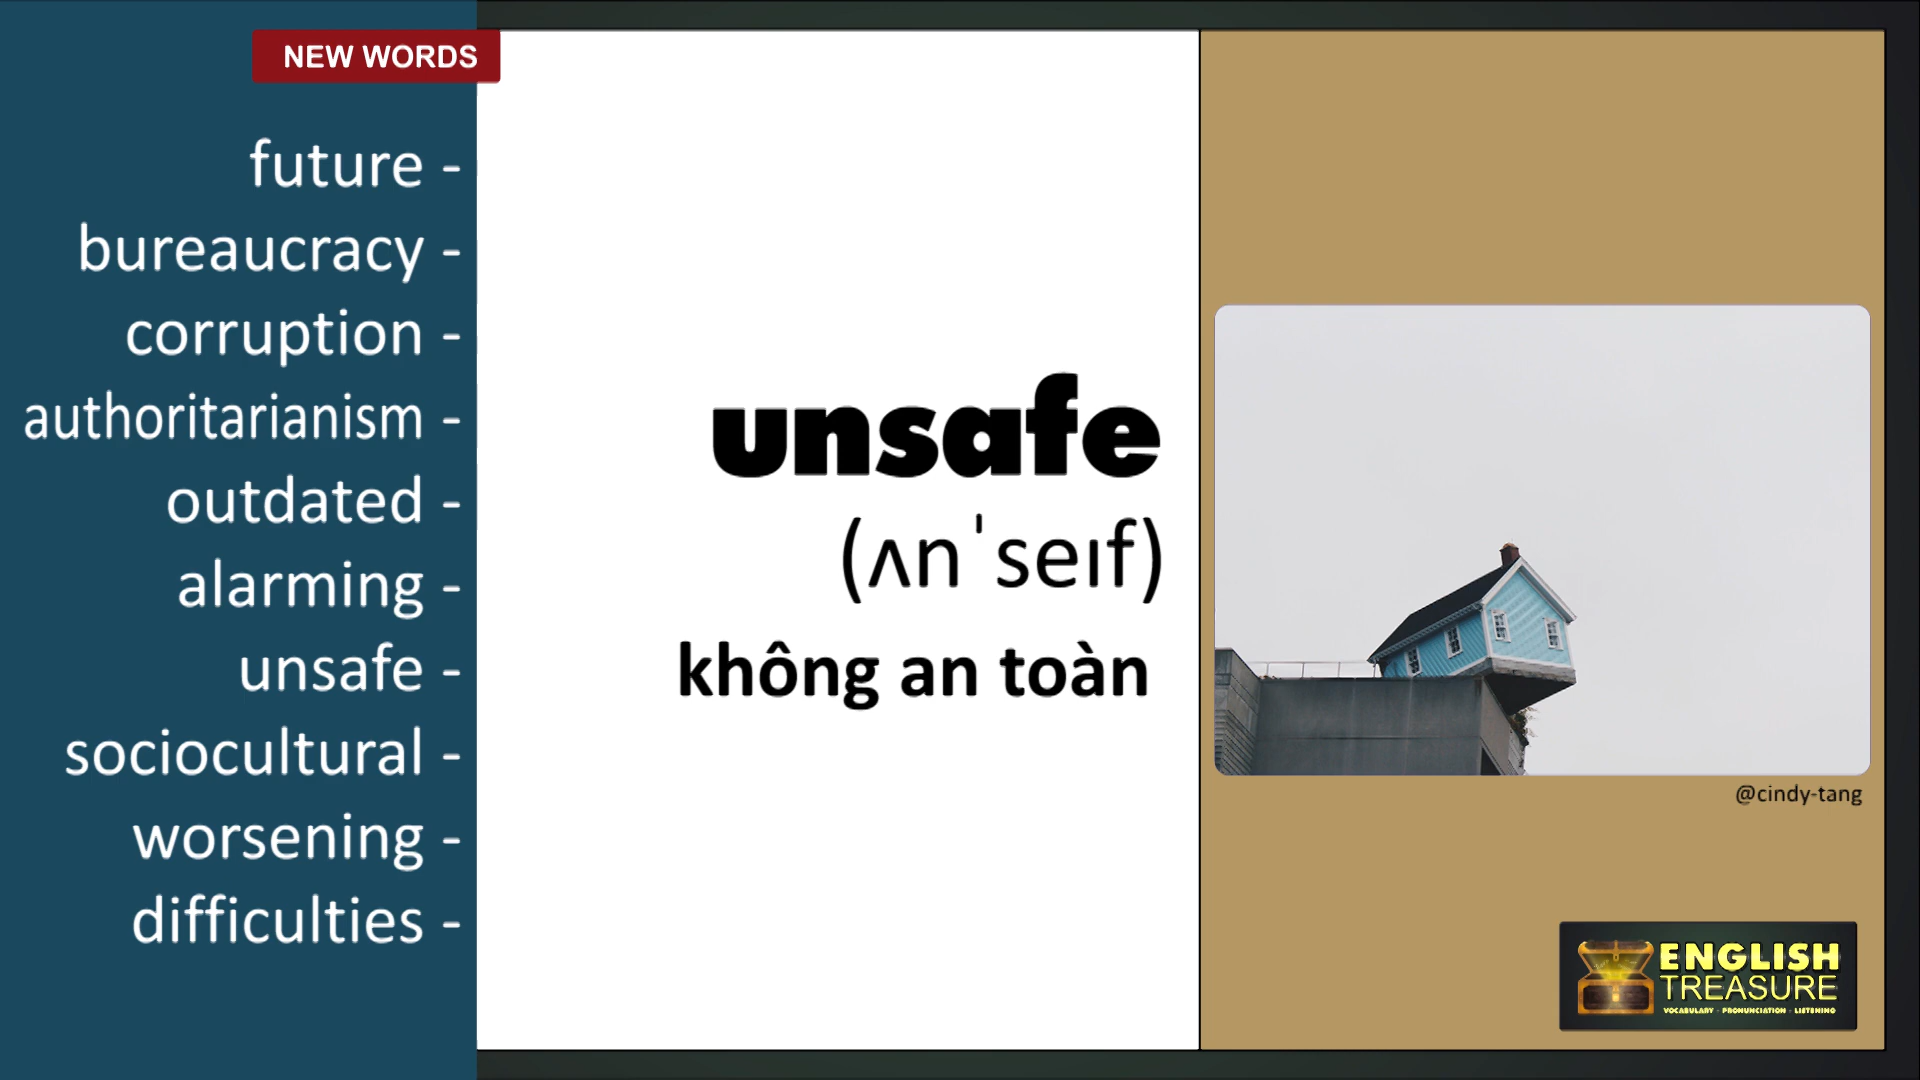 NEW WORDS
future -
bureaucracy -
corruption -
authoritarianism -
outdated -
alarming -
unsafe -
sociocultural -
worsening -
difficulties -
unsafe
(ʌnˈseɪf)
không an toàn
@cindy-tang
ENGLISH
TREASURE
VOCABULARY - PRONUNCIATION - LISTENING